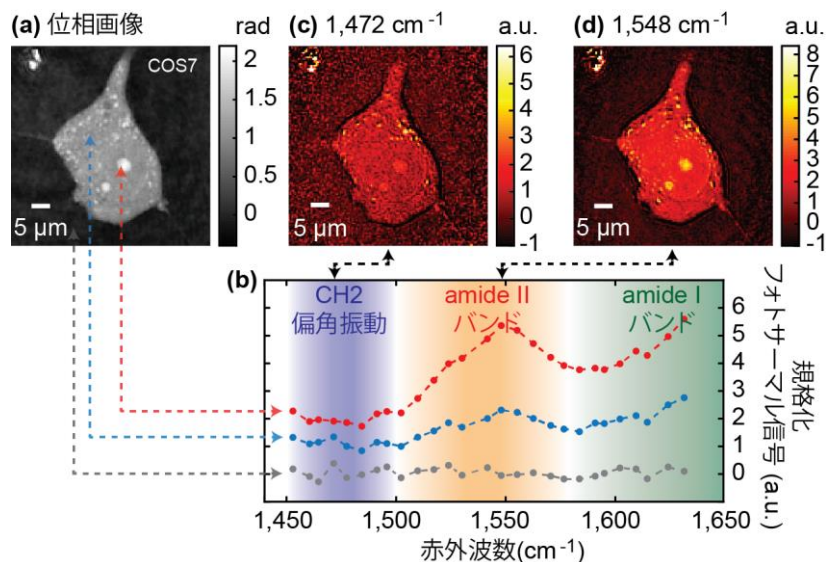 (a) 位相画像
rad
COS7
2
1.5
1
0.5
0
5 μm
(c) 1,472 cm⁻¹
a.u.
6
5
4
3
2
1
0
-1
5 μm
(d) 1,548 cm⁻¹
a.u.
8
7
6
5
4
3
2
1
0
-1
5 μm
(b)
CH2
偏角振動
amide II
バンド
amide I
バンド
6
5
4
3
2
1
0
規格化
フォトサーマル信号 (a.u.)
1,450
1,500
1,550
1,600
1,650
赤外波数(cm⁻¹)